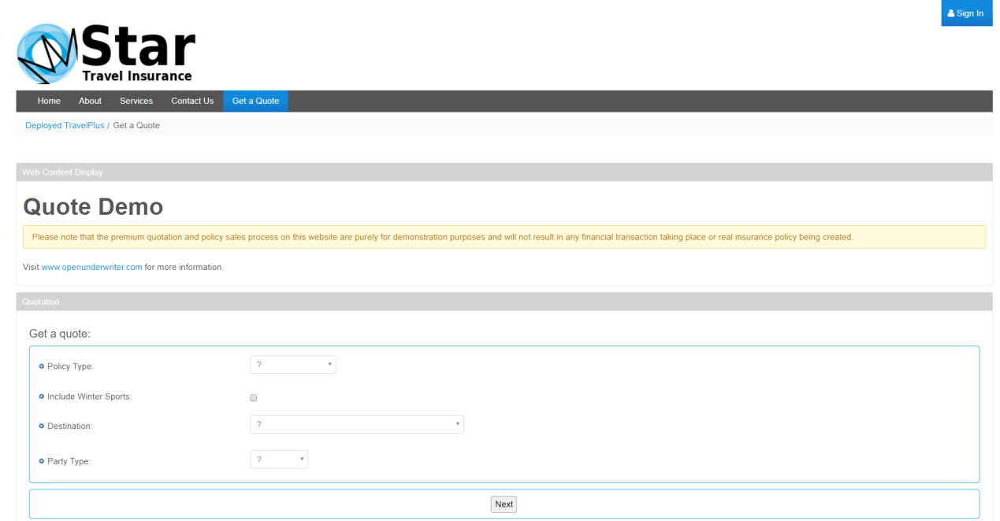 Sign In
Star
Travel Insurance
Home About Services Contact Us Get a Quote
Deployed TravelPlus / Get a Quote
Web Content Display
Quote Demo
Please note that the premium quotation and policy sales process on this website are purely for demonstration purposes and will not result in any financial transaction taking place or real insurance policy being created.
Visit www.openunderwriter.com for more information.
Quotation
Get a quote:
Policy Type: ?
Include Winter Sports:
Destination: ?
Party Type: ?
Next